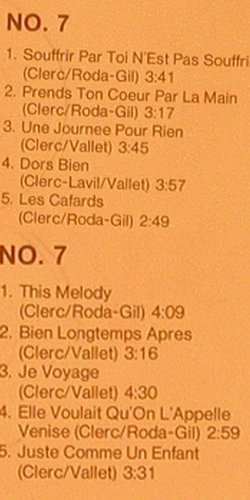 NO. 7
1. Souffrir Par Toi N'Est Pas Souffri
(Clerc/Roda-Gil) 3:41
2. Prends Ton Coeur Par La Main
(Clerc/Roda-Gil) 3:17
3. Une Journee Pour Rien
(Clerc/Vallet) 3:45
4. Dors Bien
(Clerc-Lavil/Vallet) 3:57
5. Les Cafards
(Clerc/Roda-Gil) 2:49
NO. 7
1. This Melody
(Clerc/Roda-Gil) 4:09
2. Bien Longtemps Apres
(Clerc/Vallet) 3:16
3. Je Voyage
(Clerc/Vallet) 4:30
4. Elle Voulait Qu'On L'Appelle
Venise (Clerc/Roda-Gil) 2:59
5. Juste Comme Un Enfant
(Clerc/Vallet) 3:31